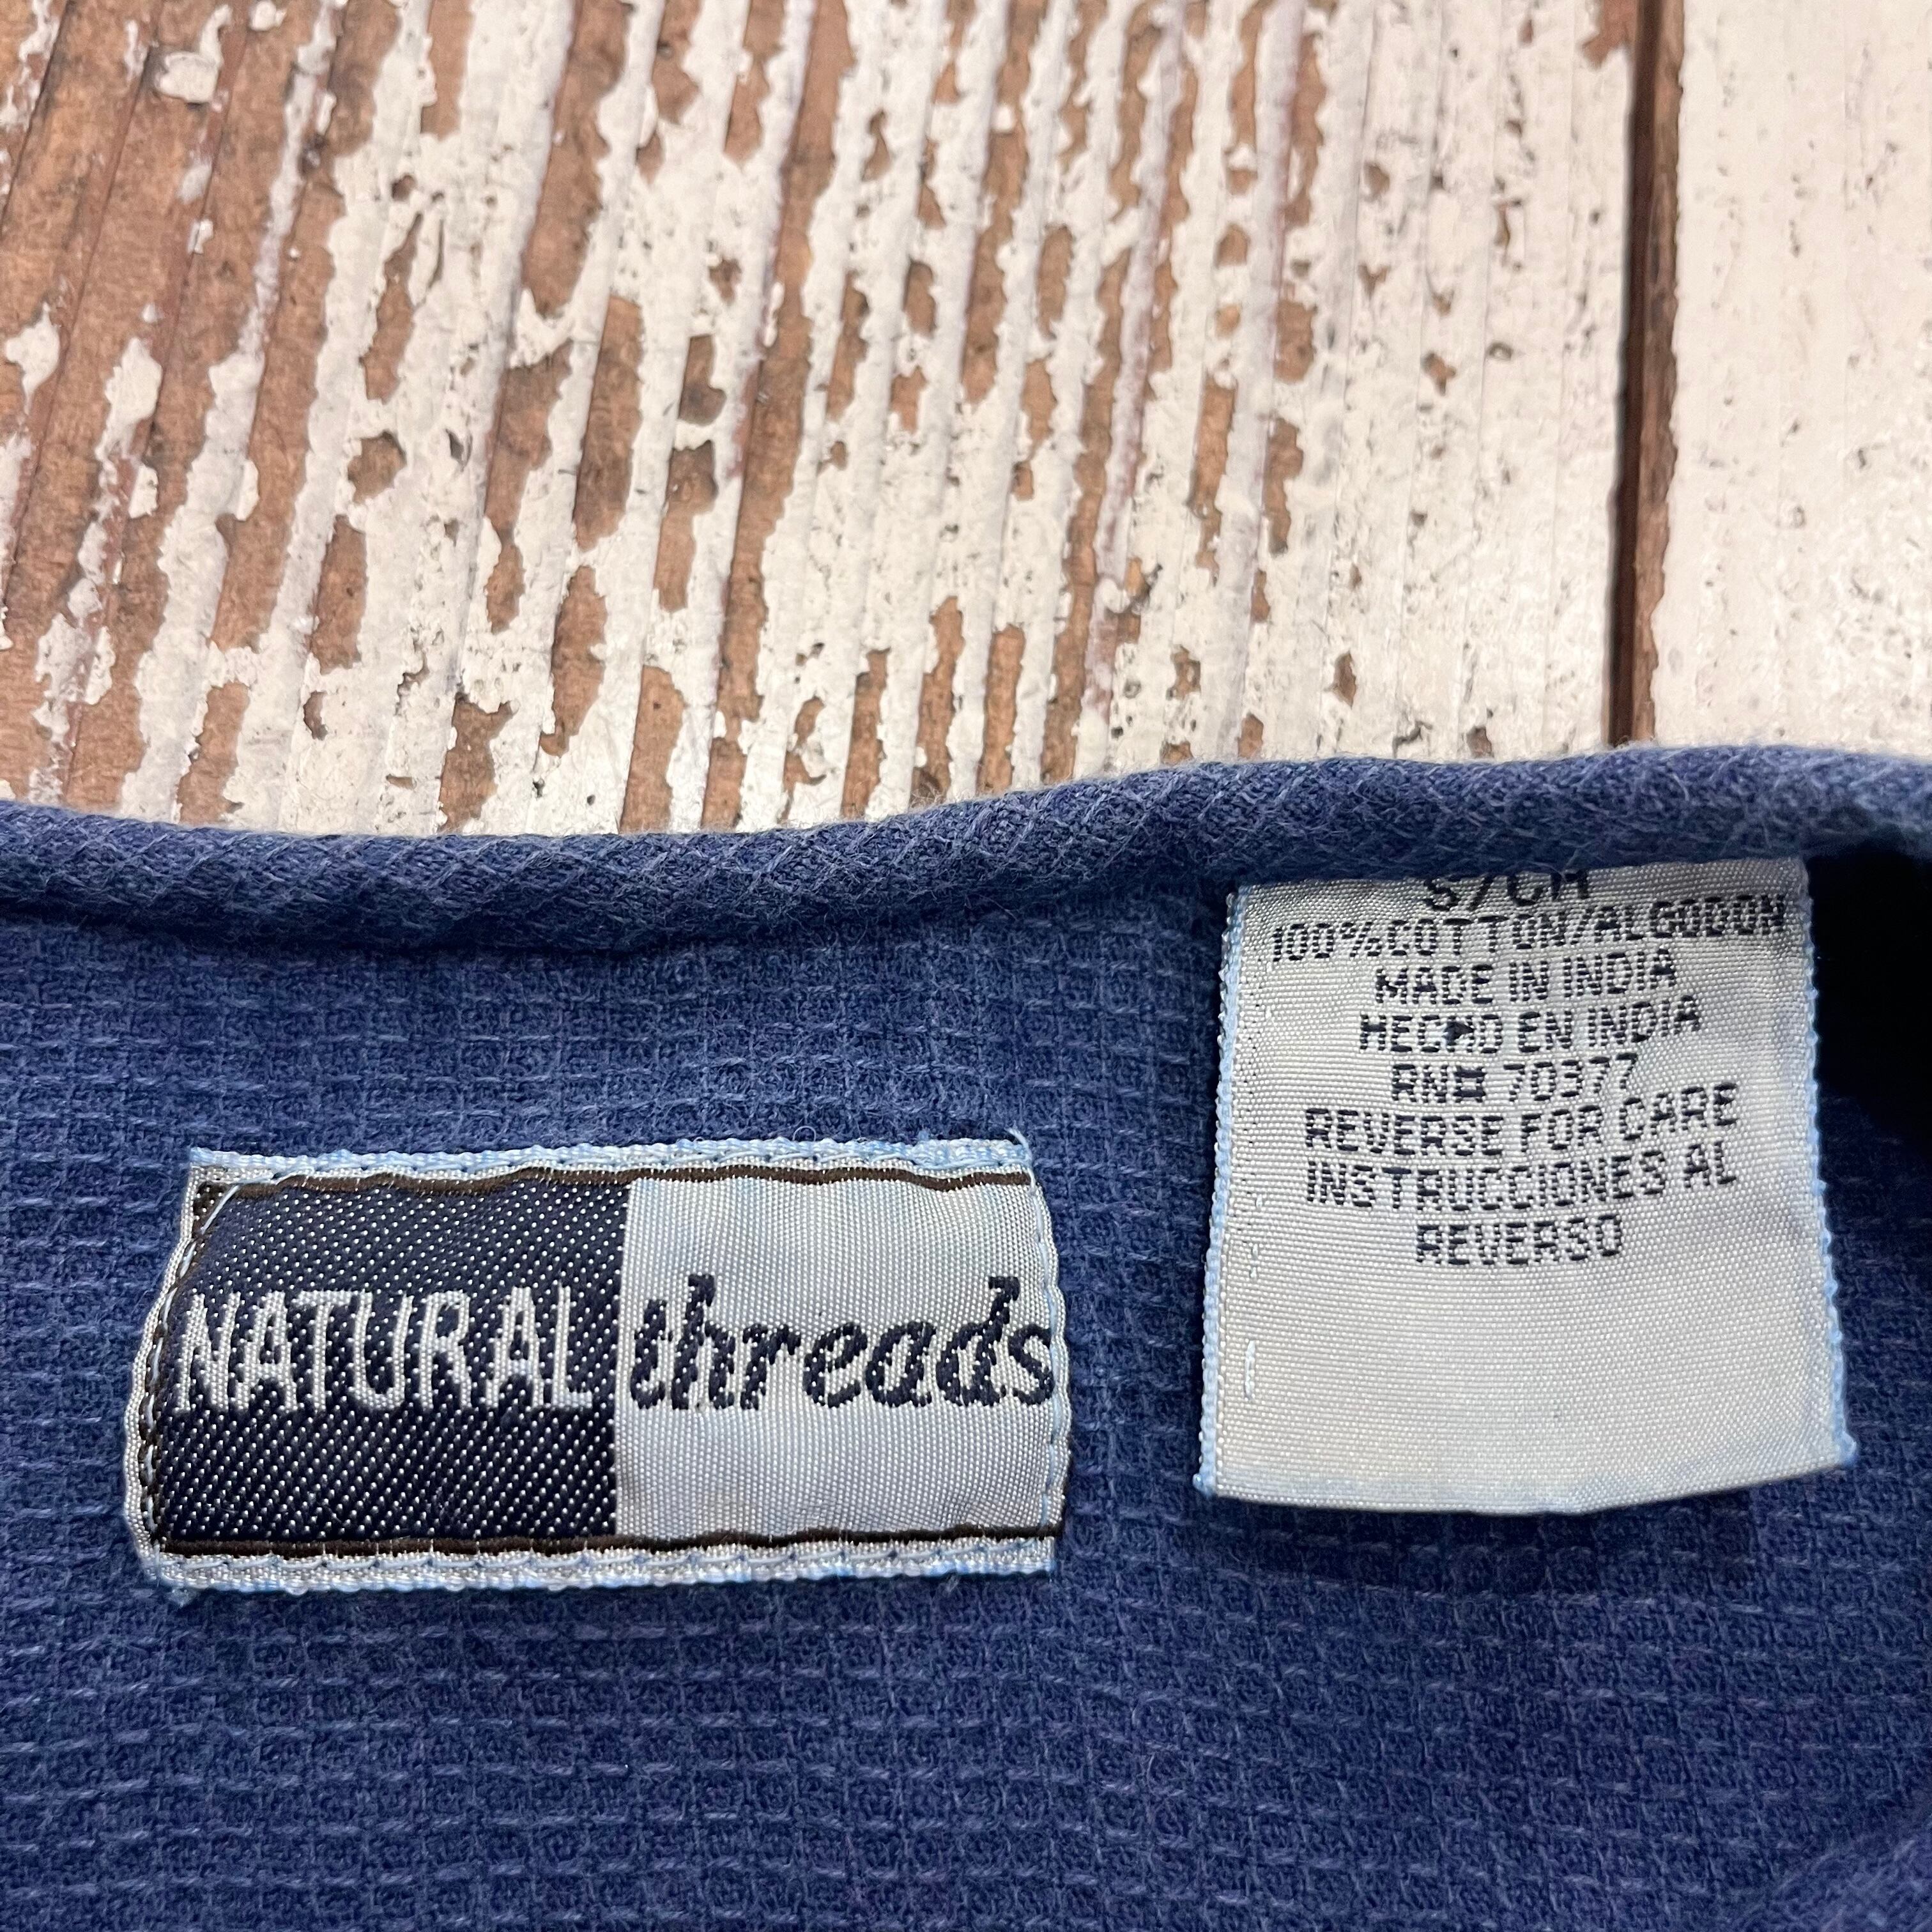 NATURAL threads
S/CH
100%COTTON/ALGODON
MADE IN INDIA
HECHO EN INDIA
RN# 70377
REVERSE FOR CARE
INSTRUCCIONES AL
REVERSO